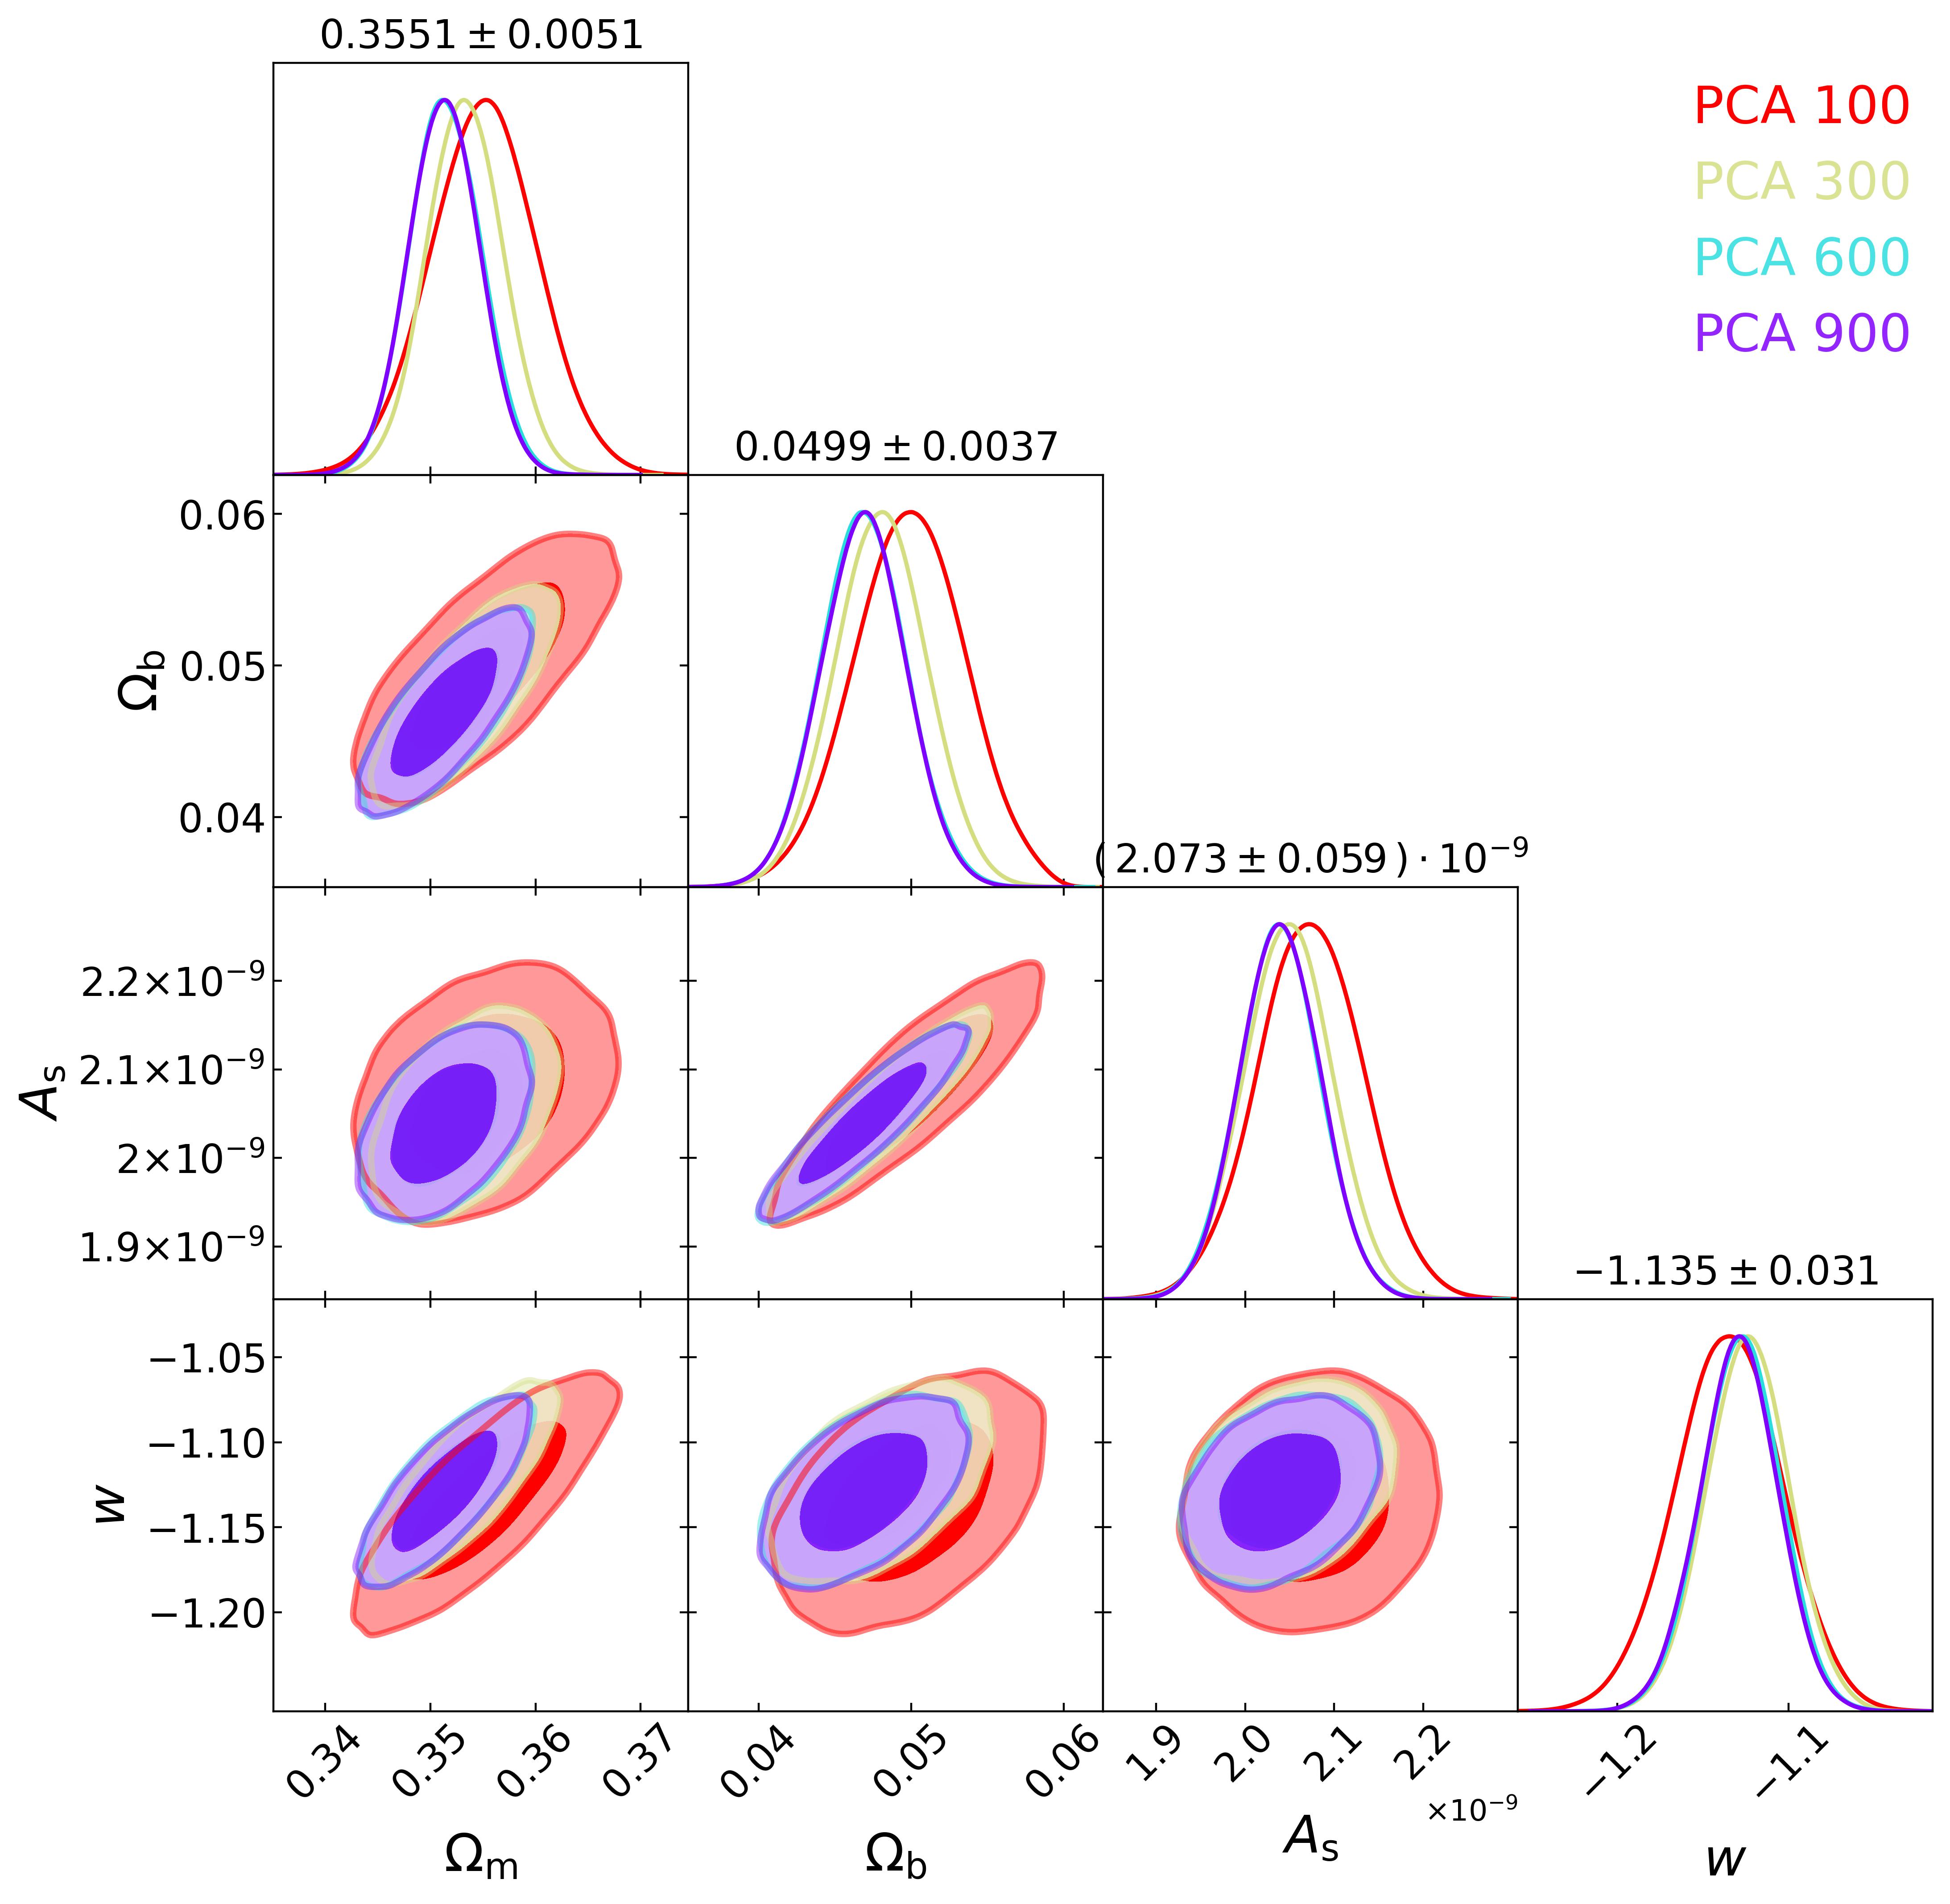 0.3551 ± 0.0051
PCA 100
PCA 300
PCA 600
PCA 900
0.0499 ± 0.0037
0.06
0.05
0.04
Ω_b
(2.073 ± 0.059) · 10⁻⁹
2.2×10⁻⁹
2.1×10⁻⁹
2×10⁻⁹
1.9×10⁻⁹
A_s
−1.135 ± 0.031
−1.05
−1.10
−1.15
−1.20
w
0.34 0.35 0.36 0.37 0.04 0.05 0.06 1.9 2.0 2.1 2.2 −1.2 −1.1
×10⁻⁹
Ω_m Ω_b A_s w